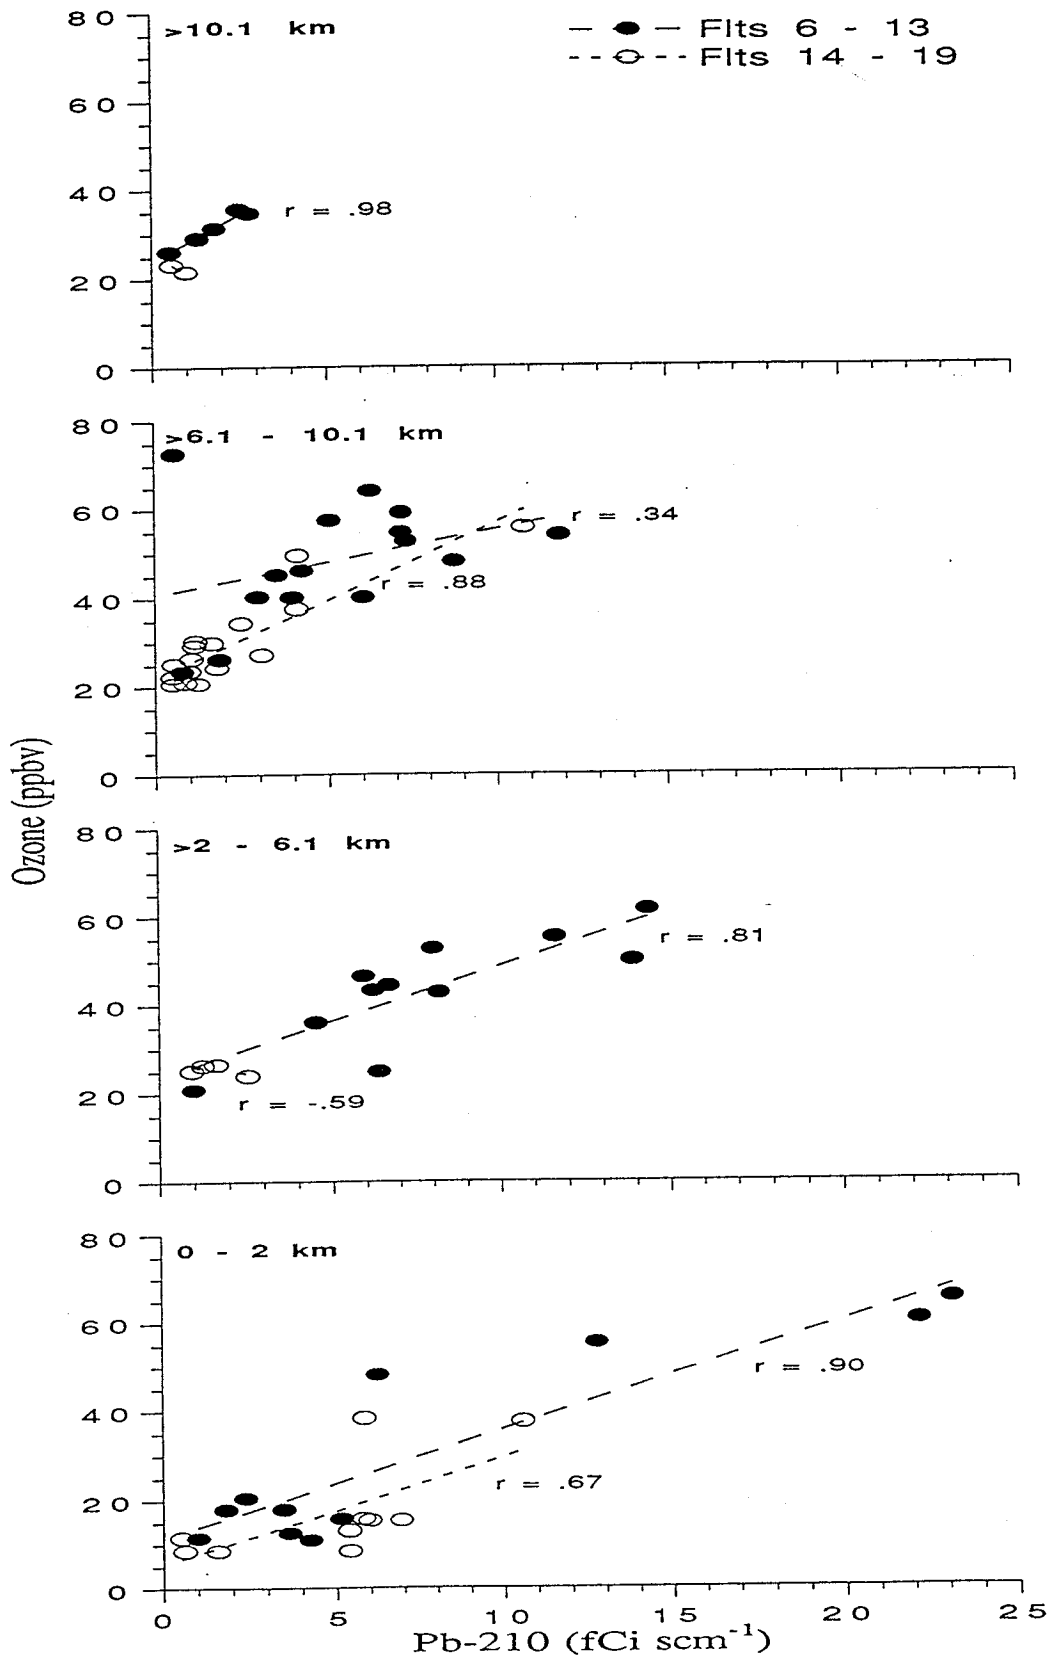 80
>10.1 km
Flts 6 - 13
Flts 14 - 19
60
40
r = .98
20
0
80
>6.1 - 10.1 km
60
r = .34
r = .88
40
20
0
Ozone (ppbv)
80
>2 - 6.1 km
60
r = .81
40
20
r = -.59
0
80
0 - 2 km
60
r = .90
40
20
r = .67
0
0 5 10 15 20 25
Pb-210 (fCi scm⁻¹)